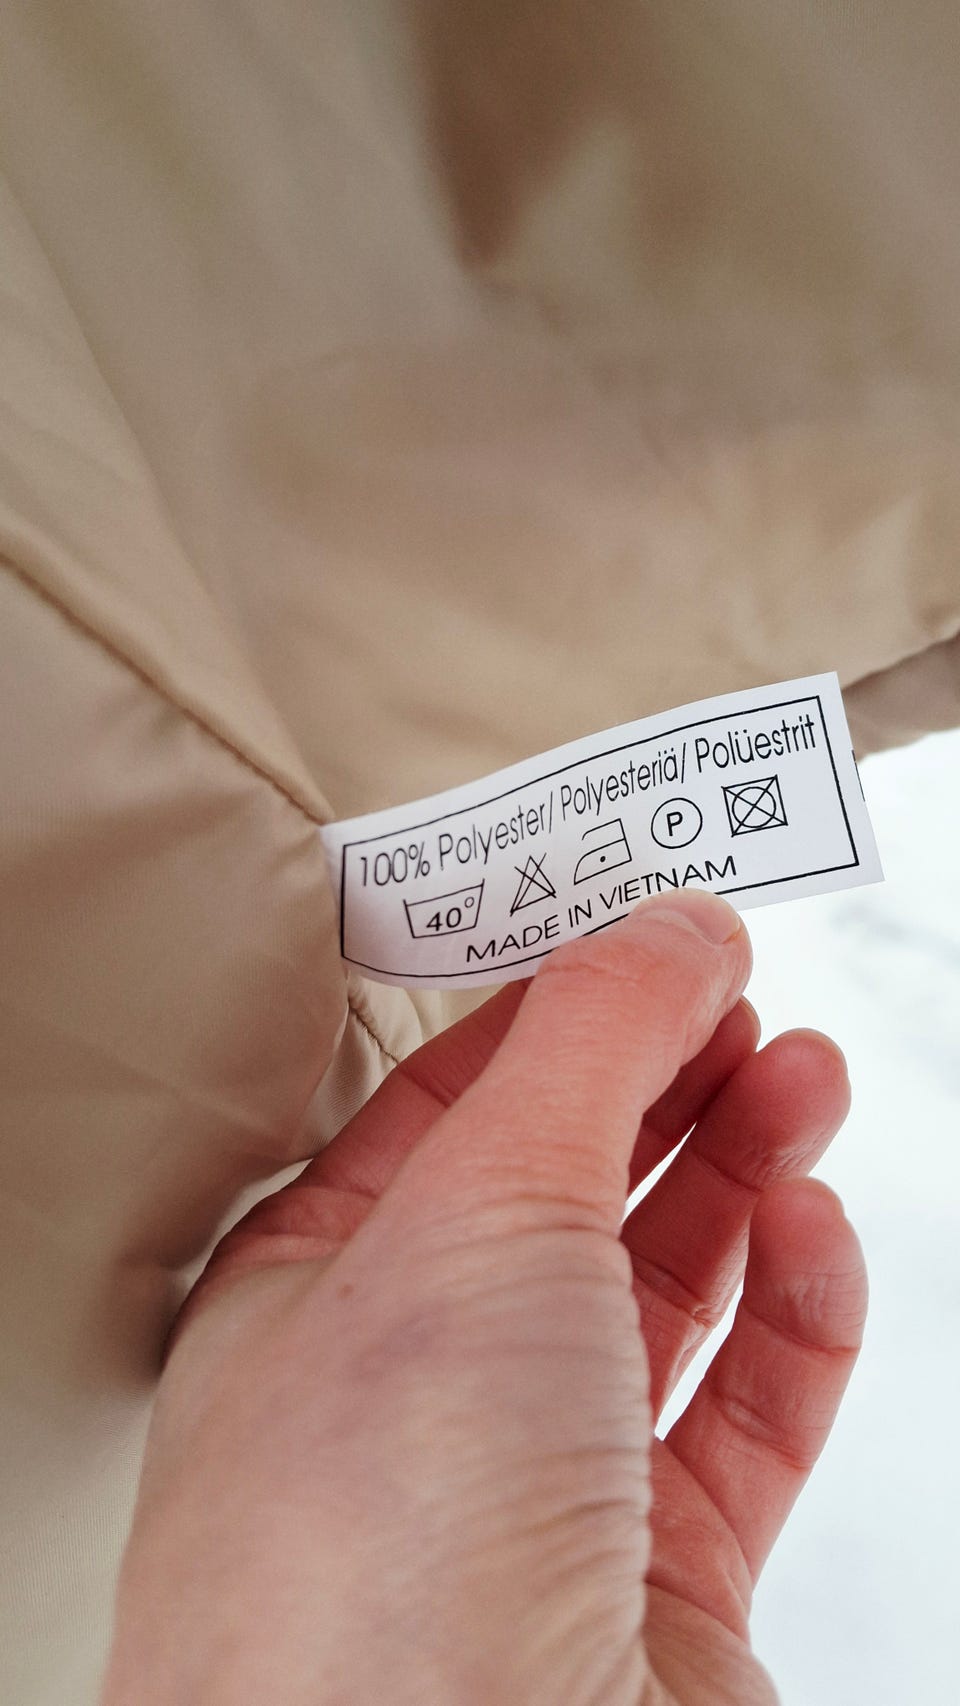 100% Polyester/ Polyesteriä/ Polüestrit
40° P
MADE IN VIETNAM